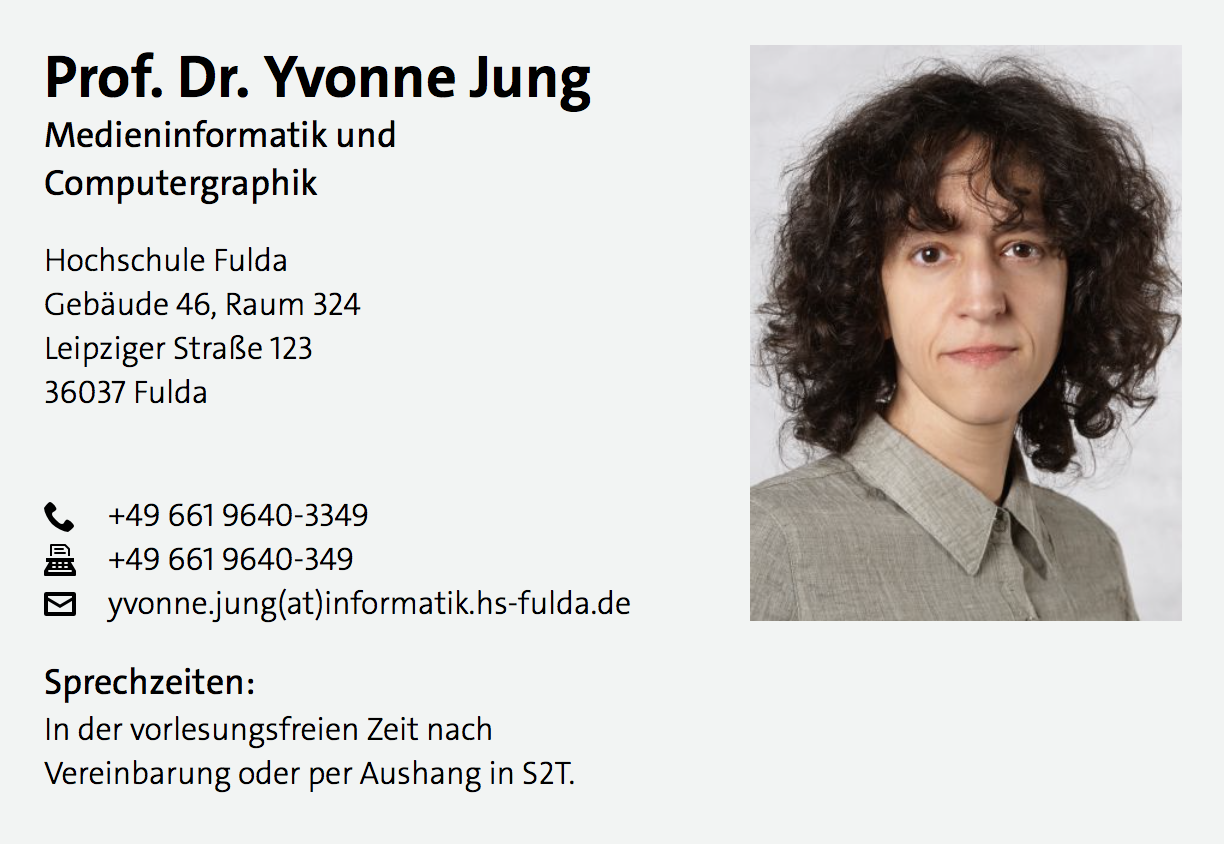 Prof. Dr. Yvonne Jung
Medieninformatik und
Computergraphik
Hochschule Fulda
Gebäude 46, Raum 324
Leipziger Straße 123
36037 Fulda
+49 661 9640-3349
+49 661 9640-349
yvonne.jung(at)informatik.hs-fulda.de
Sprechzeiten:
In der vorlesungsfreien Zeit nach
Vereinbarung oder per Aushang in S2T.